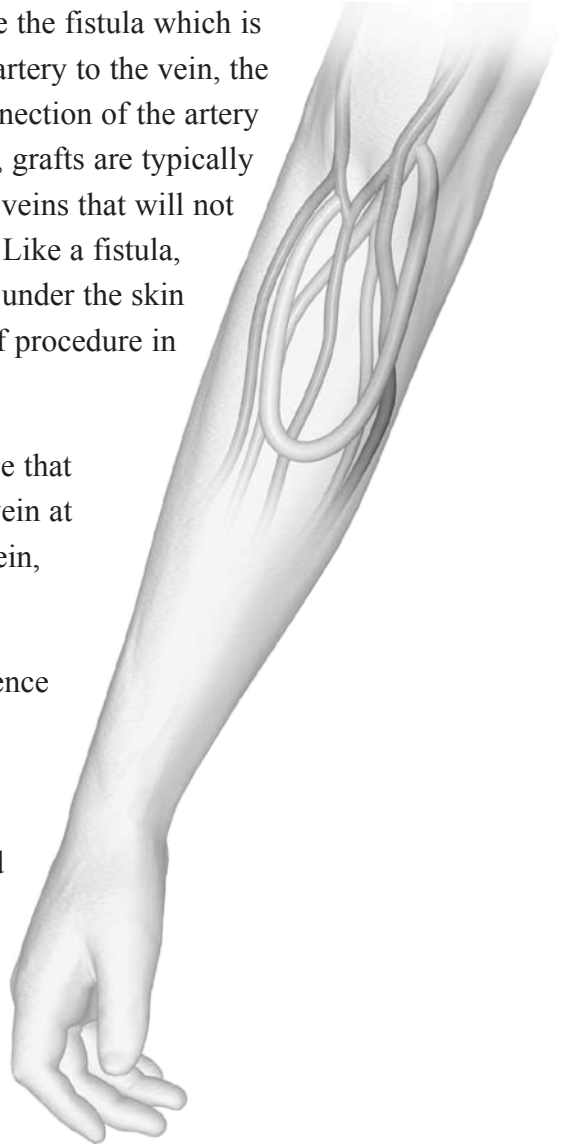 e the fistula which is
artery to the vein, the
nection of the artery
, grafts are typically
veins that will not
Like a fistula,
under the skin
f procedure in
e that
vein at
ein,
ence